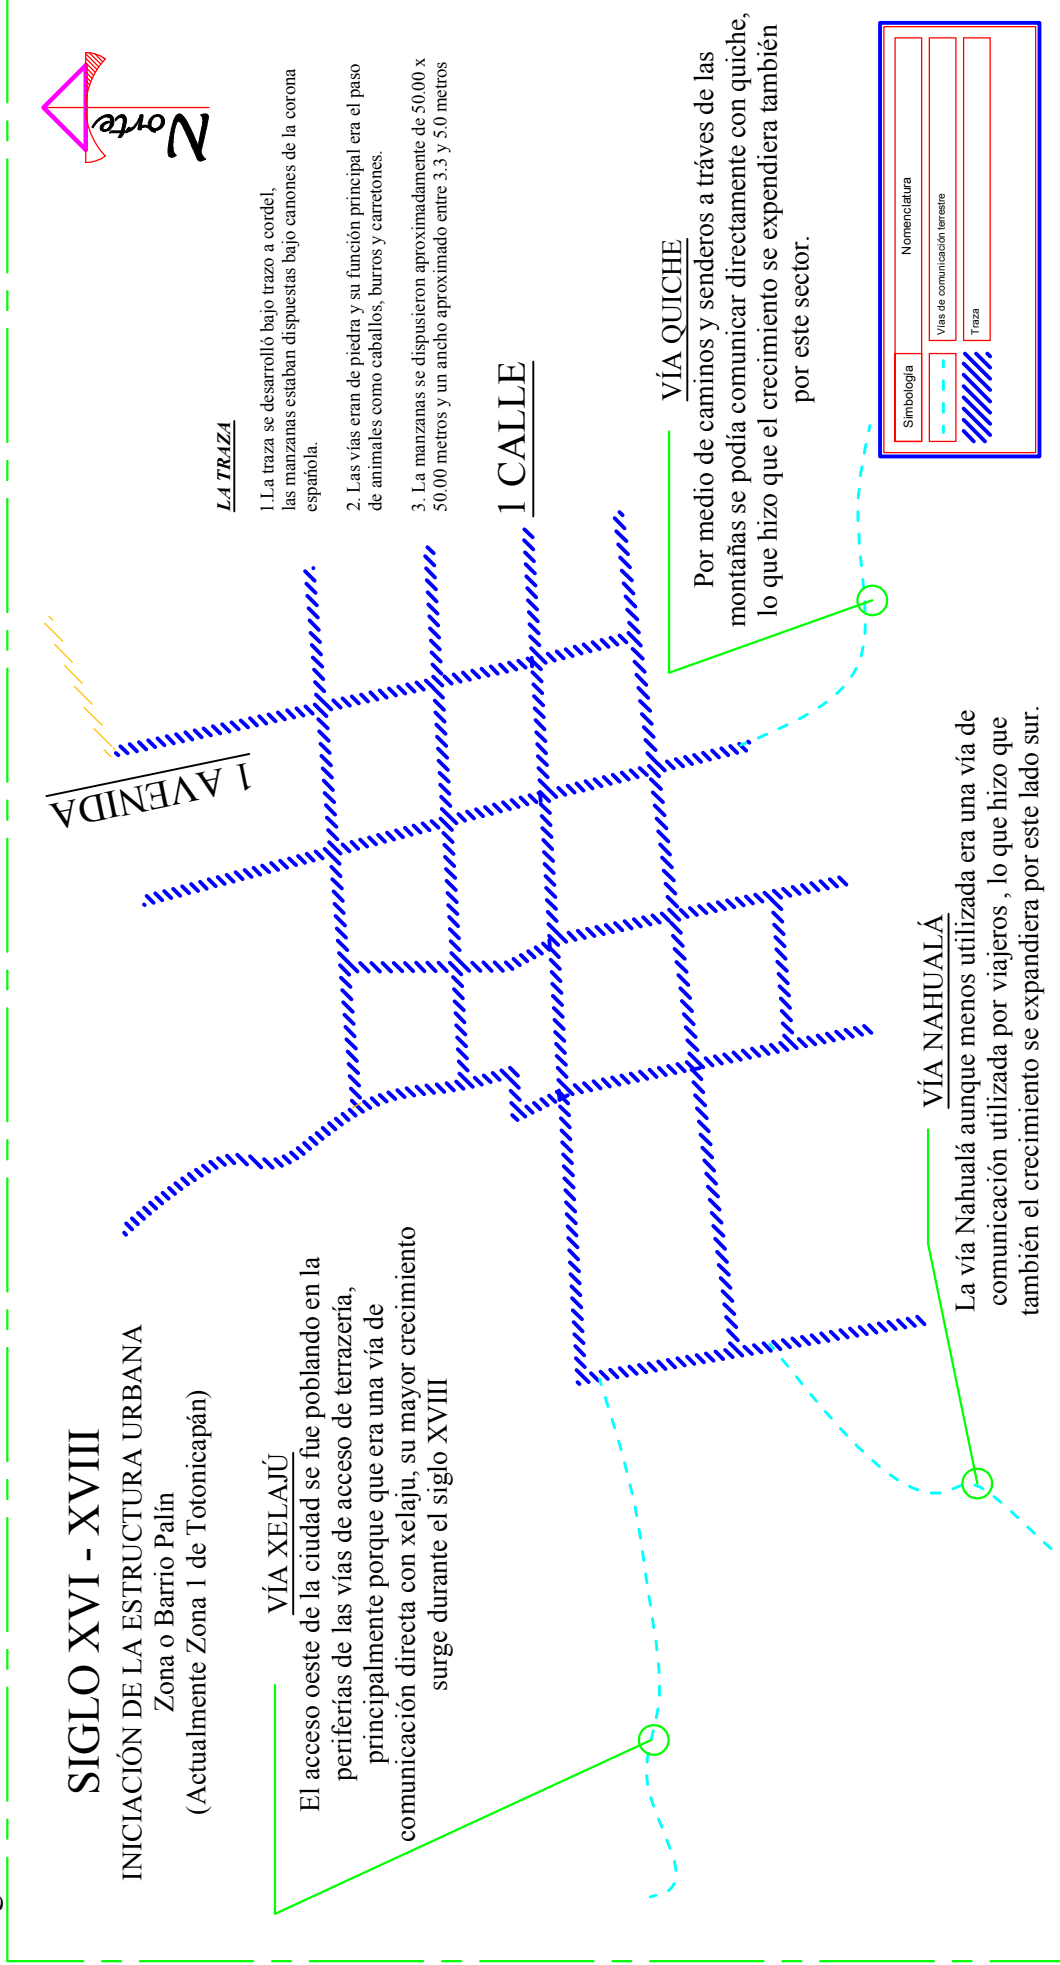 SIGLO XVI - XVIII
INICIACIÓN DE LA ESTRUCTURA URBANA
Zona o Barrio Palín
(Actualmente Zona 1 de Totonicapán)
VÍA XELAJÚ
El acceso oeste de la ciudad se fue poblando en la
periferías de las vías de acceso de terrazería,
principalmente porque que era una vía de
comunicación directa con xelaju, su mayor crecimiento
surge durante el siglo XVIII
1 AVENIDA
Norte
LA TRAZA
1.La traza se desarrolló bajo trazo a cordel,
las manzanas estaban dispuestas bajo canones de la corona
española.
2. Las vías eran de piedra y su función principal era el paso
de animales como caballos, burros y carretones.
3. La manzanas se dispusieron aproximadamente de 50.00 x
50.00 metros y un ancho aproximado entre 3.3 y 5.0 metros
1 CALLE
VÍA QUICHE
Por medio de caminos y senderos a tráves de las
montañas se podía comunicar directamente con quiche,
lo que hizo que el crecimiento se expendiera también
por este sector.
VÍA NAHUALÁ
La vía Nahualá aunque menos utilizada era una vía de
comunicación utilizada por viajeros , lo que hizo que
también el crecimiento se expandiera por este lado sur.
Simbología
Nomenclatura
Vías de comunicación terrestre
Traza